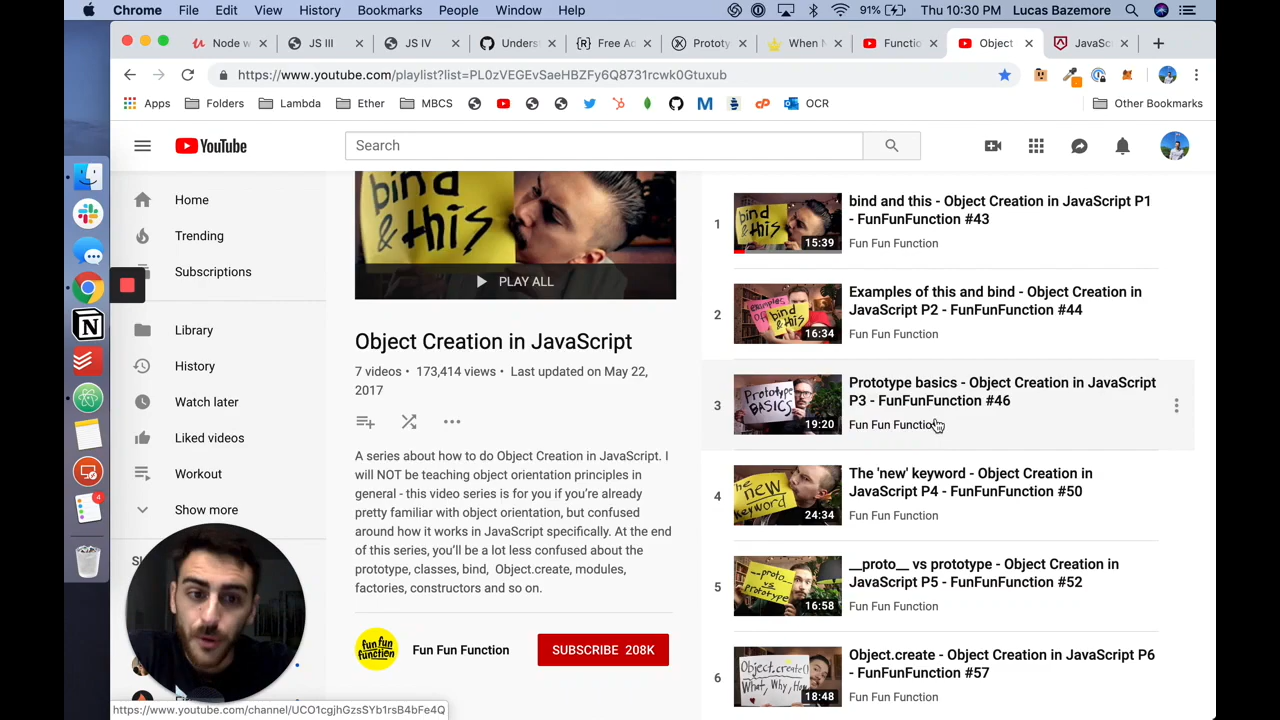 Chrome File Edit View History Bookmarks People Window Help 91% Thu 10:30 PM Lucas Bazemore
Node w JS III JS IV Underst Free Ac Prototy When N Functio Object JavaSc
https://www.youtube.com/playlist?list=PL0zVEGEvSaeHBZFy6Q8731rcwk0Gtuxub
Apps Folders Lambda Ether MBCS OCR Other Bookmarks
YouTube
Search
Home
Trending
Subscriptions
Library
History
Watch later
Liked videos
Workout
Show more
bind
& this
PLAY ALL
Object Creation in JavaScript
7 videos • 173,414 views • Last updated on May 22,
2017
A series about how to do Object Creation in JavaScript. I
will NOT be teaching object orientation principles in
general - this video series is for you if you're already
pretty familiar with object orientation, but confused
around how it works in JavaScript specifically. At the end
of this series, you'll be a lot less confused about the
prototype, classes, bind, Object.create, modules,
factories, constructors and so on.
fun fun
function
Fun Fun Function
SUBSCRIBE 208K
1
bind
& this
15:39
bind and this - Object Creation in JavaScript P1
- FunFunFunction #43
Fun Fun Function
2
examples
of bind
& this
16:34
Examples of this and bind - Object Creation in
JavaScript P2 - FunFunFunction #44
Fun Fun Function
3
Prototype
BASICS
19:20
Prototype basics - Object Creation in JavaScript
P3 - FunFunFunction #46
Fun Fun Function
4
The
new
keyword
24:34
The 'new' keyword - Object Creation in
JavaScript P4 - FunFunFunction #50
Fun Fun Function
5
__proto__
vs
prototype
16:58
__proto__ vs prototype - Object Creation in
JavaScript P5 - FunFunFunction #52
Fun Fun Function
6
Object.create()
What, Why, How
18:48
Object.create - Object Creation in JavaScript P6
- FunFunFunction #57
Fun Fun Function
4
https://www.youtube.com/channel/UCO1cgjhGzsSYb1rsB4bFe4Q